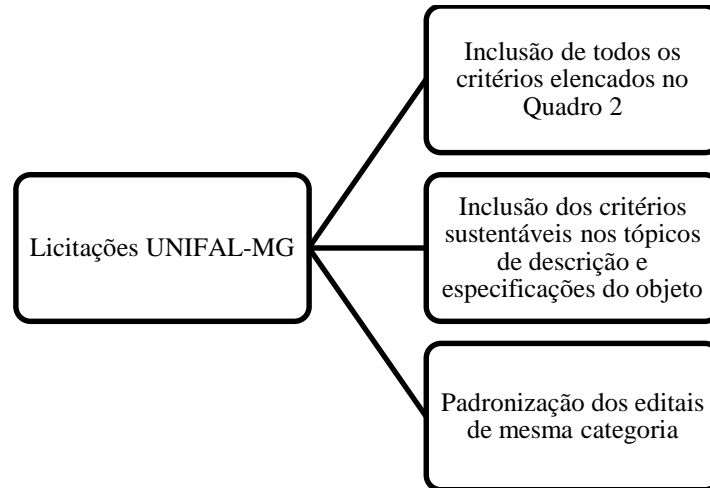 Inclusão de todos os
critérios elencados no
Quadro 2
Licitações UNIFAL-MG
Inclusão dos critérios
sustentáveis nos tópicos
de descrição e
especificações do objeto
Padronização dos editais
de mesma categoria